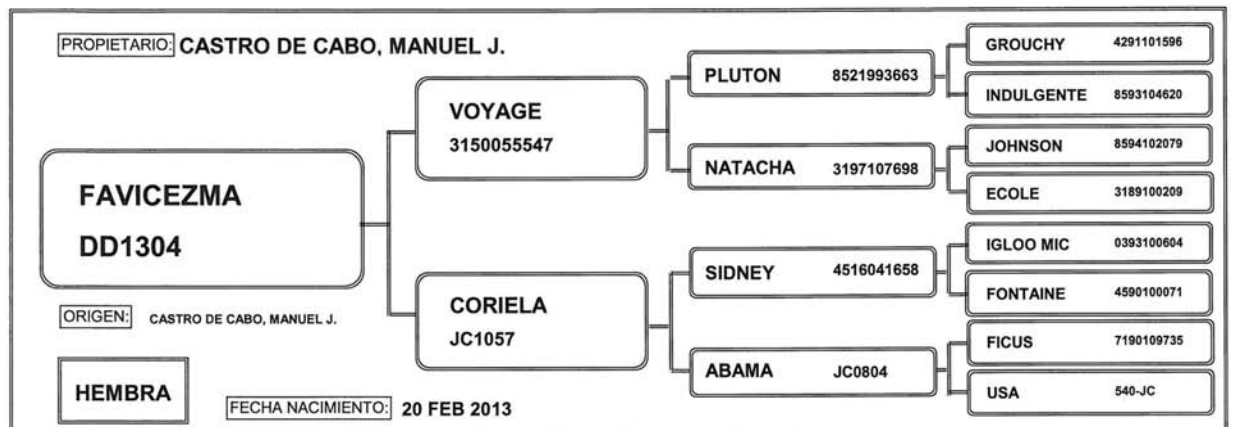 PROPIETARIO: CASTRO DE CABO, MANUEL J.
FAVICEZMA
DD1304
ORIGEN: CASTRO DE CABO, MANUEL J.
HEMBRA
FECHA NACIMIENTO: 20 FEB 2013
VOYAGE
3150055547
CORIELA
JC1057
PLUTON 8521993663
NATACHA 3197107698
SIDNEY 4516041658
ABAMA JC0804
GROUCHY 4291101596
INDULGENTE 8593104620
JOHNSON 8594102079
ECOLE 3189100209
IGLOO MIC 0393100604
FONTAINE 4590100071
FICUS 7190109735
USA 540-JC